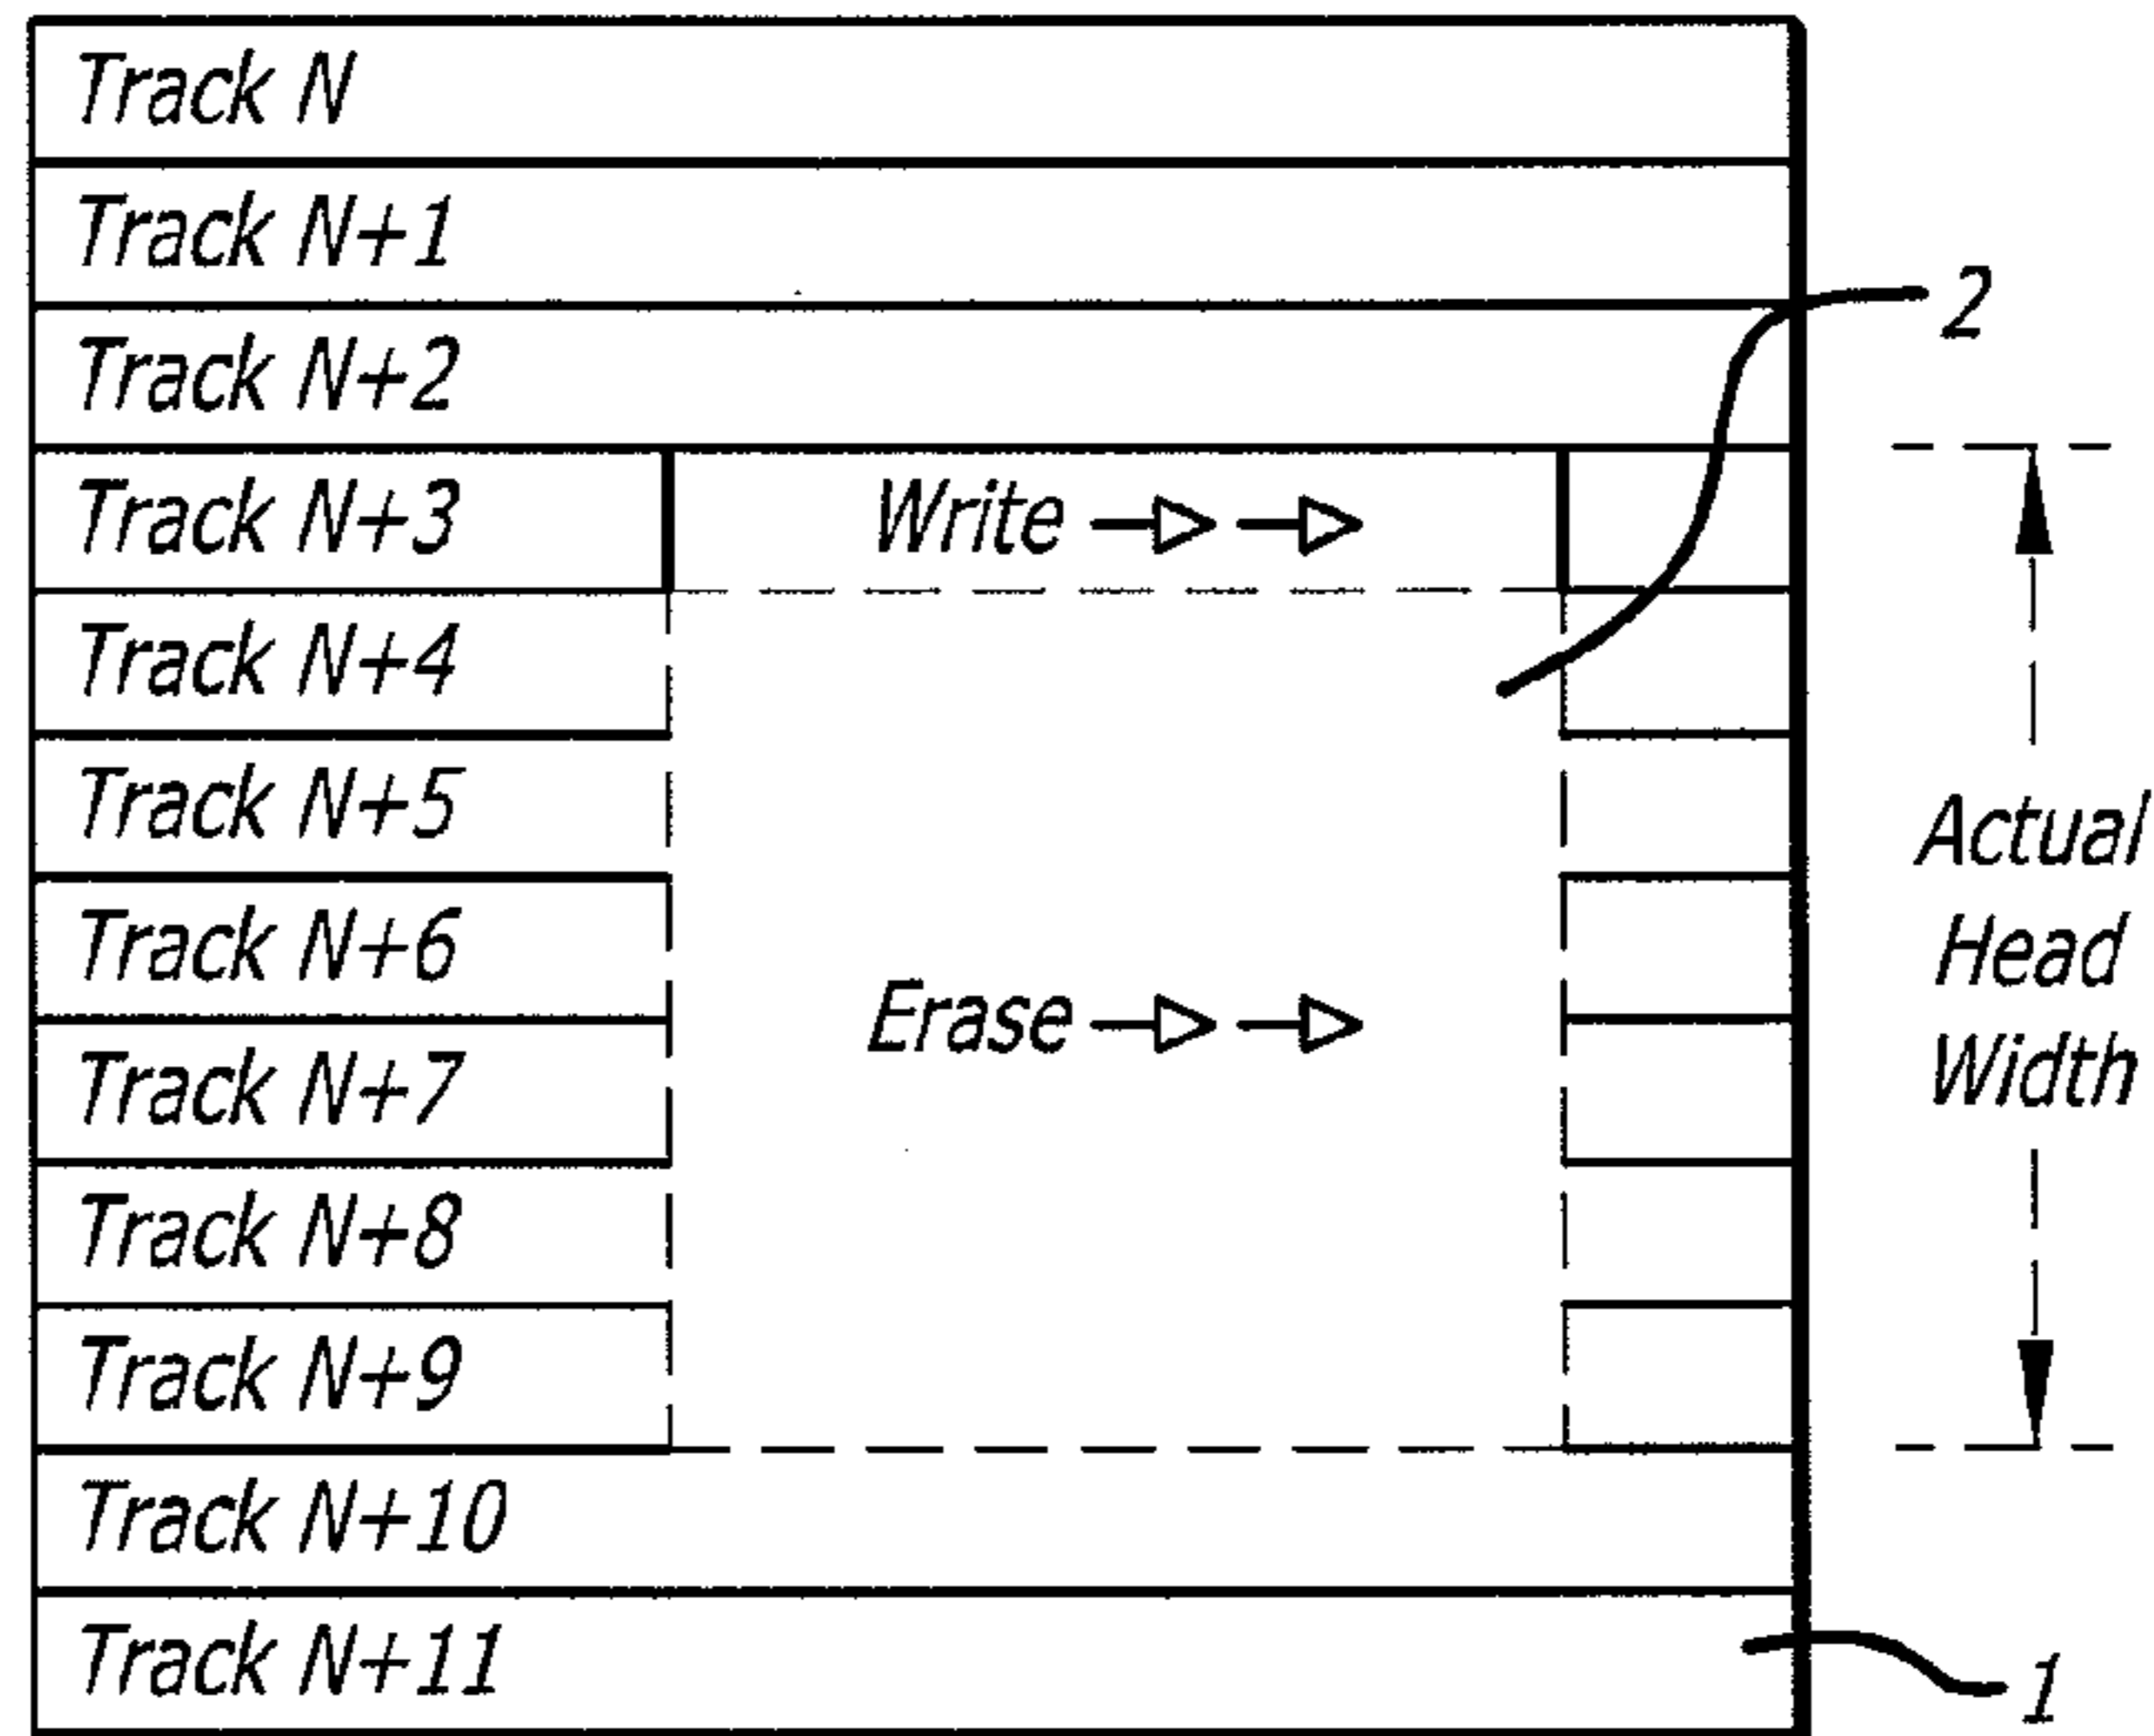 Track N
Track N+1
2
Track N+2
Track N+3
Write
Track N+4
Track N+5
Actual
Head
Width
Track N+6
Erase
Track N+7
Track N+8
Track N+9
Track N+10
Track N+11
1